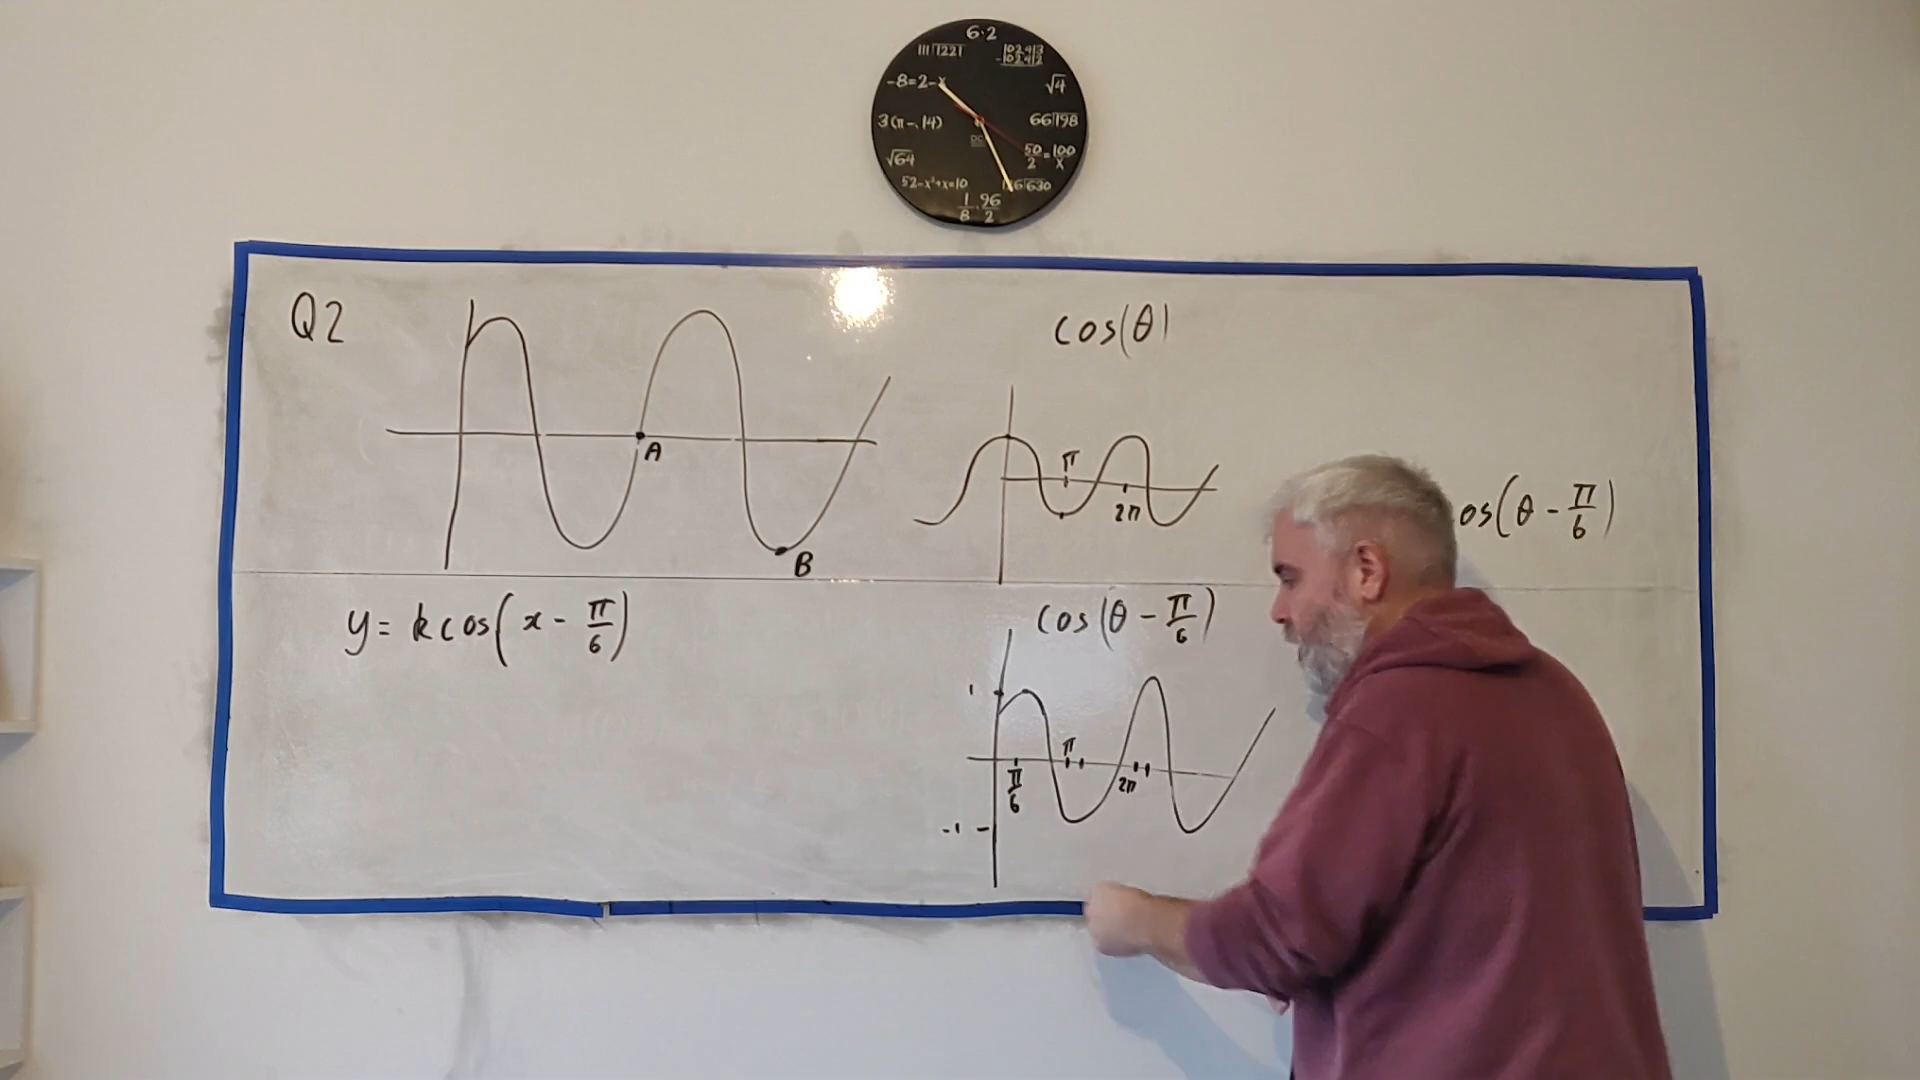 6·2
111⟌1221
102,413
-102,412
-8=2-x
√4
3(π-.14)
66⟌198
√64
50/2=100/x
52-x²+x=10
⟌630
1/8·96/2
Q2
A
B
y= k cos(x - π/6)
cos(θ)
π
2π
os(θ - π/6)
cos(θ - π/6)
1
π
π/6
2π
-1